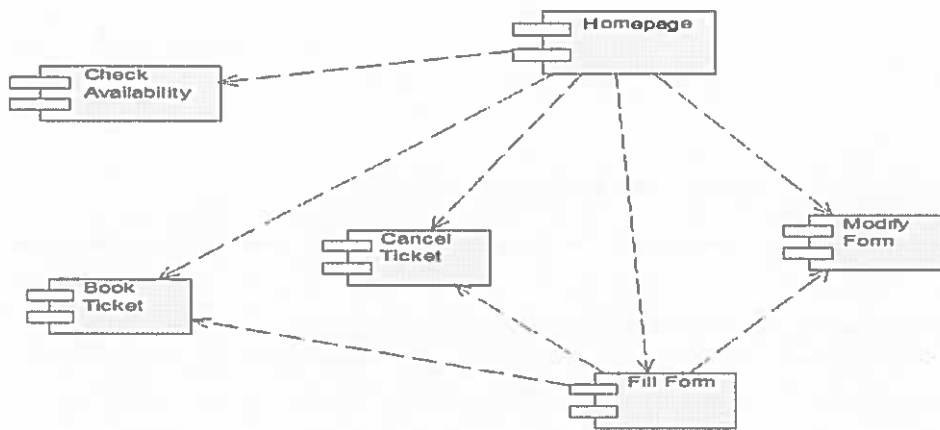 Homepage
Check
Availability
Cancel
Ticket
Modify
Form
Book
Ticket
Fill Form